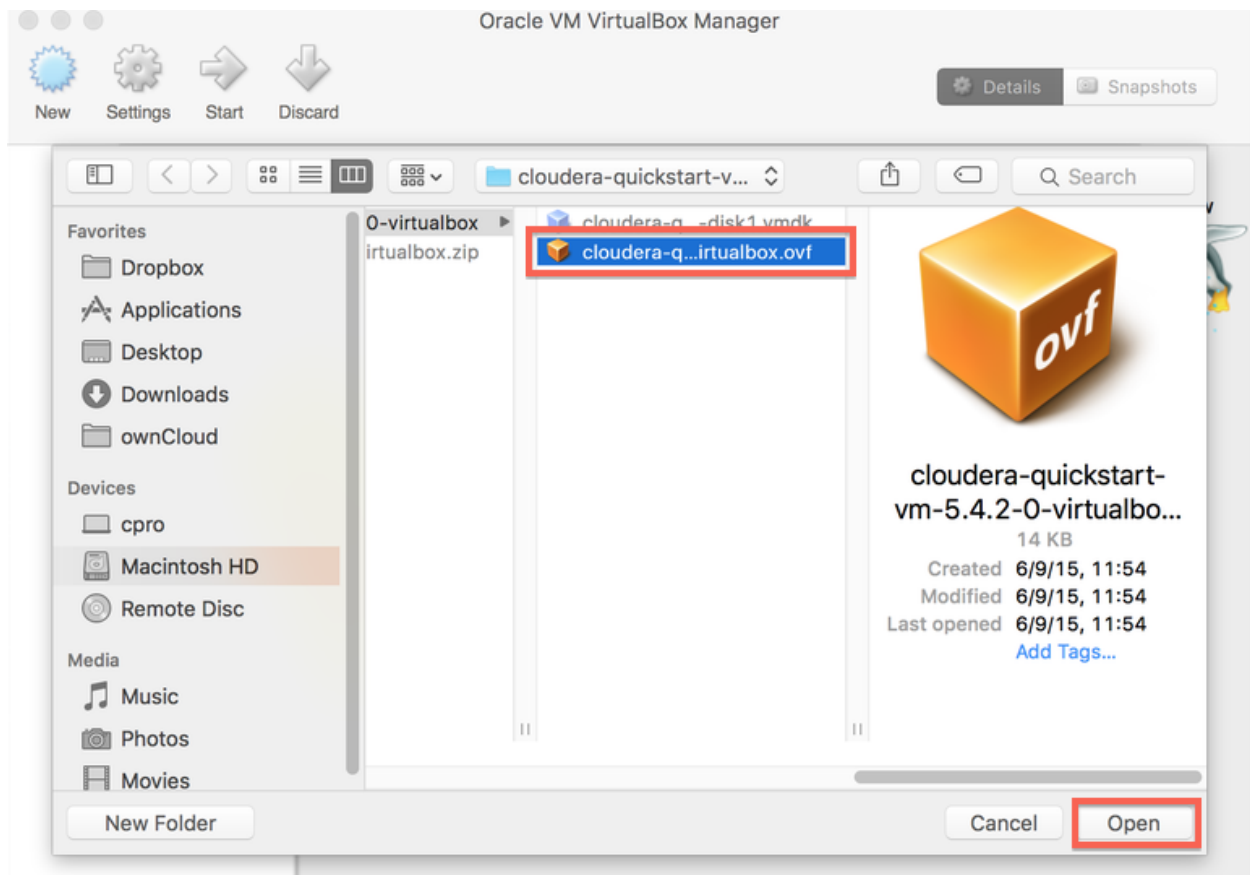 Oracle VM VirtualBox Manager
New Settings Start Discard
Details Snapshots
cloudera-quickstart-v...
Search
Favorites
Dropbox
Applications
Desktop
Downloads
ownCloud
Devices
cpro
Macintosh HD
Remote Disc
Media
Music
Photos
Movies
0-virtualbox
irtualbox.zip
cloudera-q...-disk1.vmdk
cloudera-q...irtualbox.ovf
ovf
cloudera-quickstart-
vm-5.4.2-0-virtualbo...
14 KB
Created 6/9/15, 11:54
Modified 6/9/15, 11:54
Last opened 6/9/15, 11:54
Add Tags...
New Folder
Cancel Open